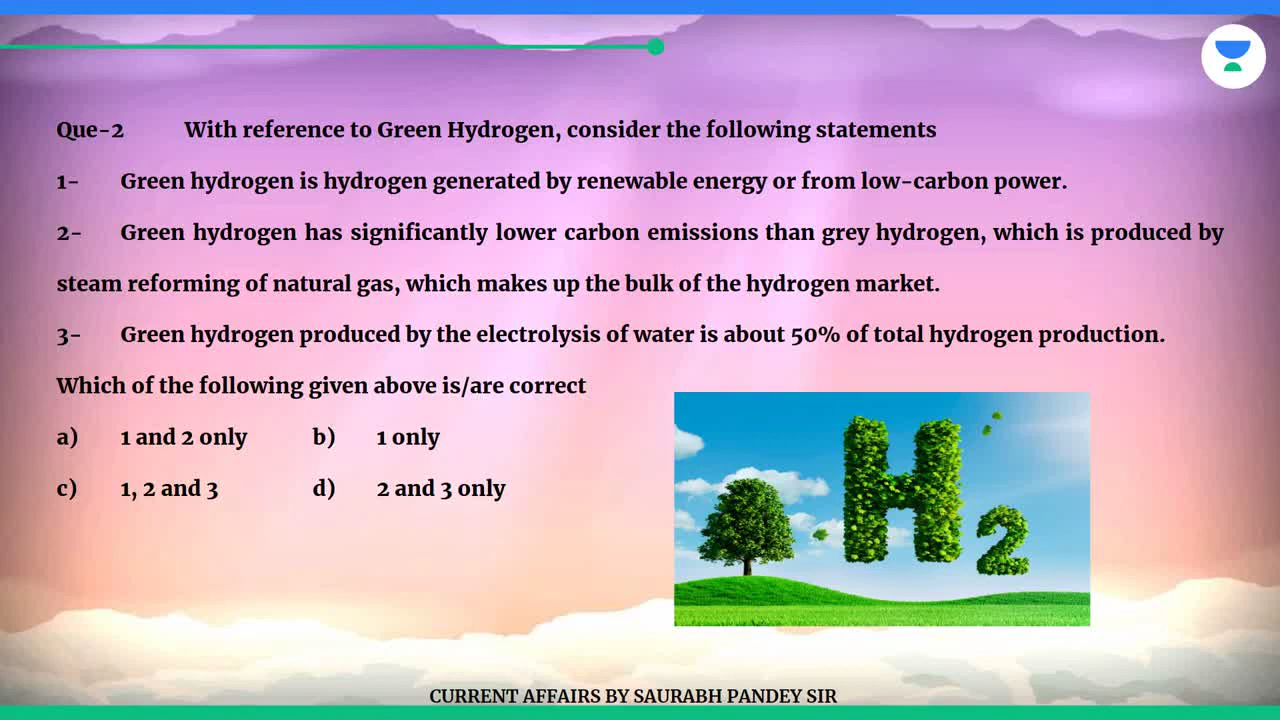 Que-2 With reference to Green Hydrogen, consider the following statements
1- Green hydrogen is hydrogen generated by renewable energy or from low-carbon power.
2- Green hydrogen has significantly lower carbon emissions than grey hydrogen, which is produced by
steam reforming of natural gas, which makes up the bulk of the hydrogen market.
3- Green hydrogen produced by the electrolysis of water is about 50% of total hydrogen production.
Which of the following given above is/are correct
a) 1 and 2 only b) 1 only
c) 1, 2 and 3 d) 2 and 3 only
H2
CURRENT AFFAIRS BY SAURABH PANDEY SIR